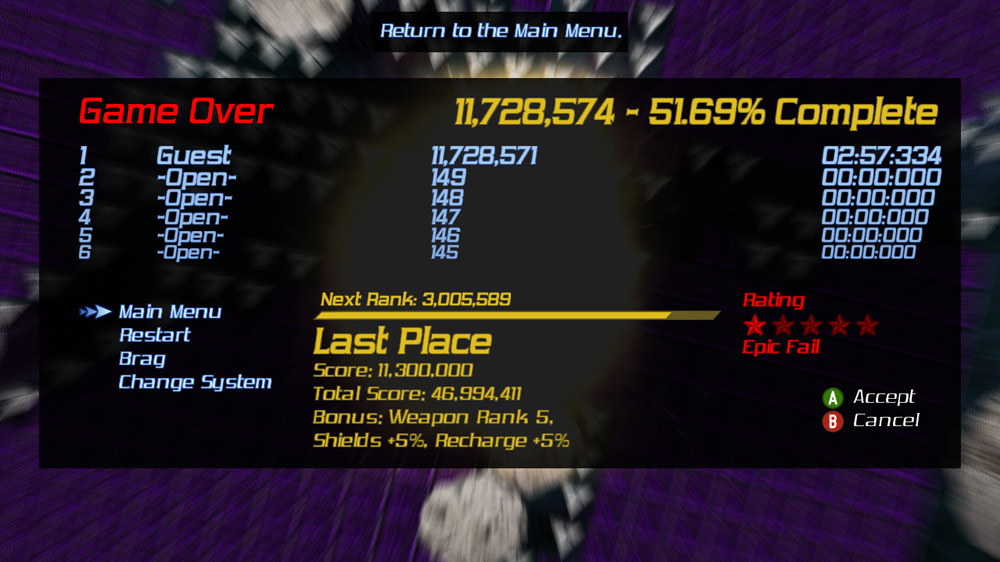 Return to the Main Menu.
Game Over 11,728,574 - 51.69% Complete
1 Guest 11,728,571 02:57:334
2 -Open- 149 00:00:000
3 -Open- 148 00:00:000
4 -Open- 147 00:00:000
5 -Open- 146 00:00:000
6 -Open- 145 00:00:000
Main Menu
Restart
Brag
Change System
Next Rank: 3,005,589
Last Place
Score: 11,300,000
Total Score: 46,994,411
Bonus: Weapon Rank 5,
Shields +5%, Recharge +5%
Rating
Epic Fail
A Accept
B Cancel